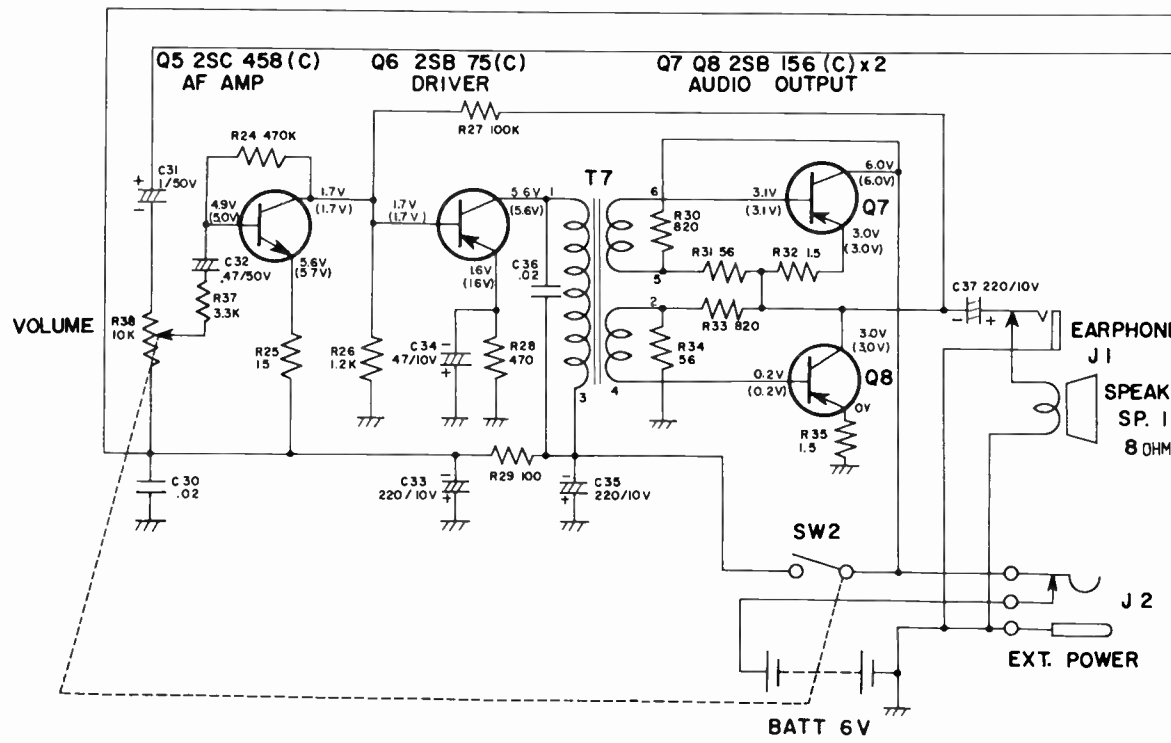 Q5 2SC 458 (C)
AF AMP
Q6 2SB 75(C)
DRIVER
Q7 Q8 2SB 156 (C) x 2
AUDIO OUTPUT
R24 470K
R27 100K
C31
1/50V
+
-
4.9V
(5.0V)
1.7V
(1.7V)
1.7V
(1.7V)
5.6V
(5.6V)
1
T7
6
3.1V
(3.1V)
6.0V
(6.0V)
Q7
3.0V
(3.0V)
R30
820
R31 56
R32 1.5
5
C32
.47/50V
5.6V
(5.7V)
R37
3.3K
1.6V
(1.6V)
C36
.02
2
R33 820
C37 220/10V
-
+
VOLUME
R38
10K
R25
15
R26
1.2K
C34
47/10V
-
+
R28
470
3
R34
56
4
0.2V
(0.2V)
3.0V
(3.0V)
Q8
0V
R35
1.5
EARPHONE
J1
SPEAK
SP. 1
8 OHM
C30
.02
C33
220/10V
-
+
R29 100
C35
220/10V
-
+
SW2
J2
EXT. POWER
BATT 6V